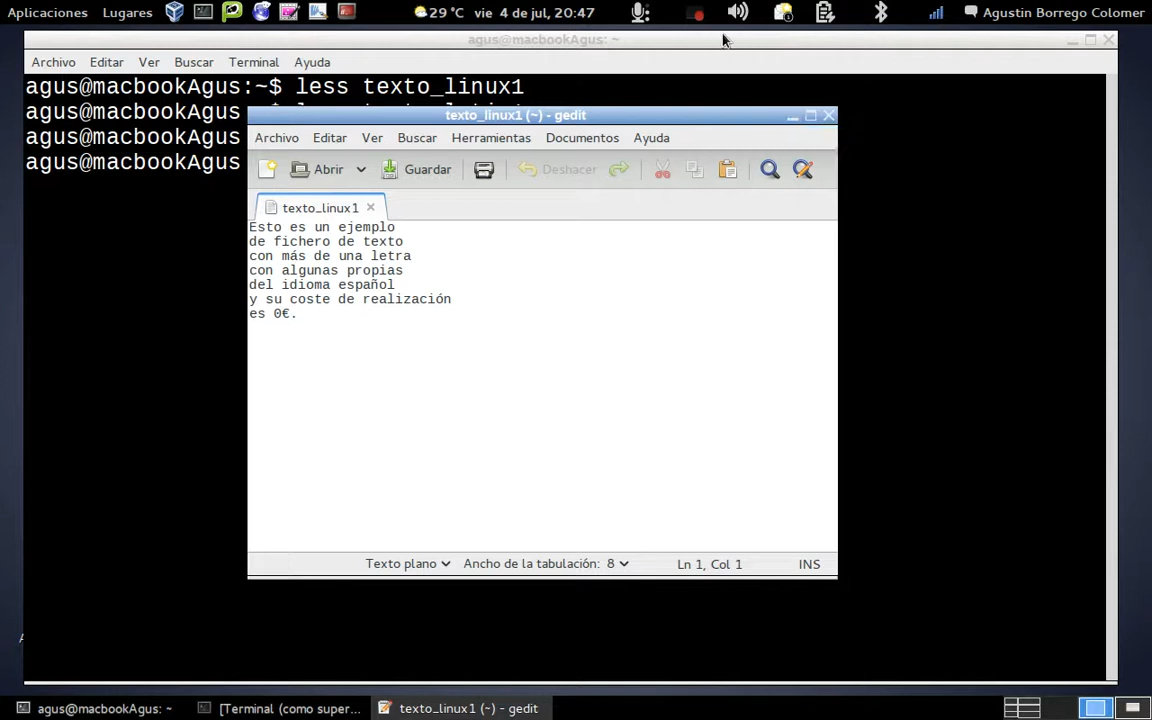 Aplicaciones Lugares 29 °C vie 4 de jul, 20:47 Agustin Borrego Colomer
agus@macbookAgus: ~
Archivo Editar Ver Buscar Terminal Ayuda
agus@macbookAgus:~$ less texto_linux1
agus@macbookAgus
agus@macbookAgus
agus@macbookAgus
texto_linux1 (~) - gedit
Archivo Editar Ver Buscar Herramientas Documentos Ayuda
Abrir Guardar Deshacer
texto_linux1
Esto es un ejemplo
de fichero de texto
con más de una letra
con algunas propias
del idioma español
y su coste de realización
es 0€.
Texto plano Ancho de la tabulación: 8 Ln 1, Col 1 INS
agus@macbookAgus: ~ [Terminal (como super... texto_linux1 (~) - gedit